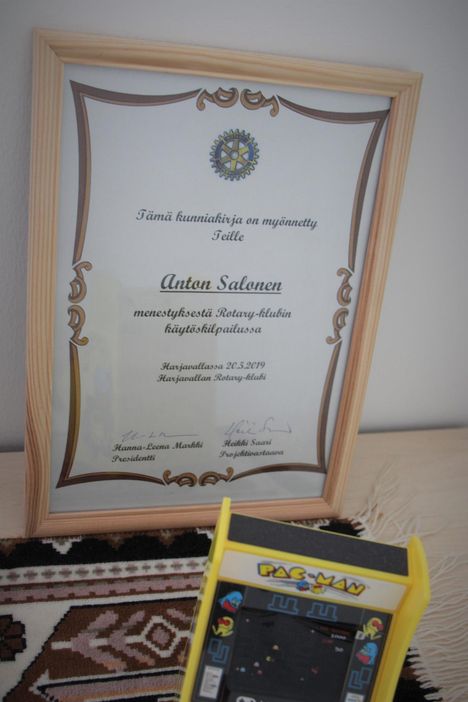 Tämä kunniakirja on myönnetty
Teille
Anton Salonen
menestyksestä Rotary-klubin
käytöskilpailussa
Harjavallassa 20.5.2019
Harjavallan Rotary-klubi
Hanna-Leena Markki
Presidentti
Heikki Saari
Projektivastaava
PAC-MAN